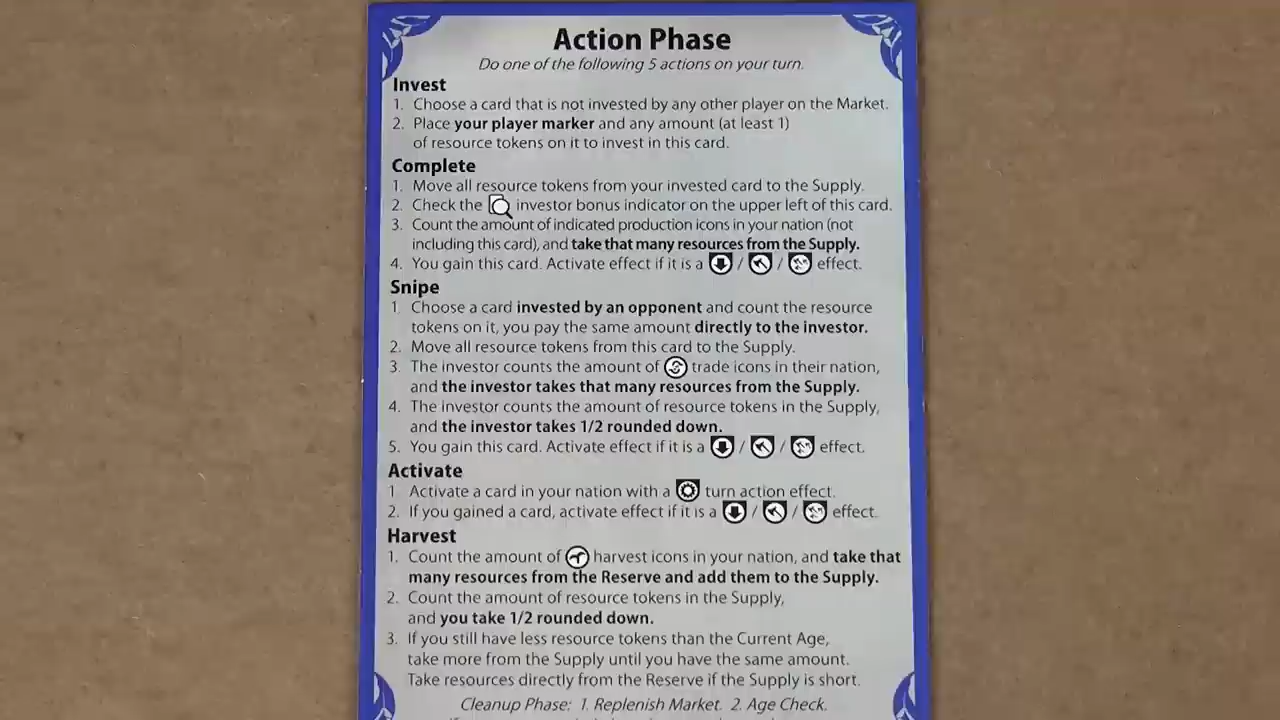 Action Phase
Do one of the following 5 actions on your turn.
Invest
1. Choose a card that is not invested by any other player on the Market.
2. Place your player marker and any amount (at least 1)
of resource tokens on it to invest in this card.
Complete
1. Move all resource tokens from your invested card to the Supply.
2. Check the investor bonus indicator on the upper left of this card.
3. Count the amount of indicated production icons in your nation (not
including this card), and take that many resources from the Supply.
4. You gain this card. Activate effect if it is a / / effect.
Snipe
1. Choose a card invested by an opponent and count the resource
tokens on it, you pay the same amount directly to the investor.
2. Move all resource tokens from this card to the Supply.
3. The investor counts the amount of trade icons in their nation,
and the investor takes that many resources from the Supply.
4. The investor counts the amount of resource tokens in the Supply,
and the investor takes 1/2 rounded down.
5. You gain this card. Activate effect if it is a / / effect.
Activate
1. Activate a card in your nation with a turn action effect.
2. If you gained a card, activate effect if it is a / / effect.
Harvest
1. Count the amount of harvest icons in your nation, and take that
many resources from the Reserve and add them to the Supply.
2. Count the amount of resource tokens in the Supply,
and you take 1/2 rounded down.
3. If you still have less resource tokens than the Current Age,
take more from the Supply until you have the same amount.
Take resources directly from the Reserve if the Supply is short.
Cleanup Phase: 1. Replenish Market. 2. Age Check.